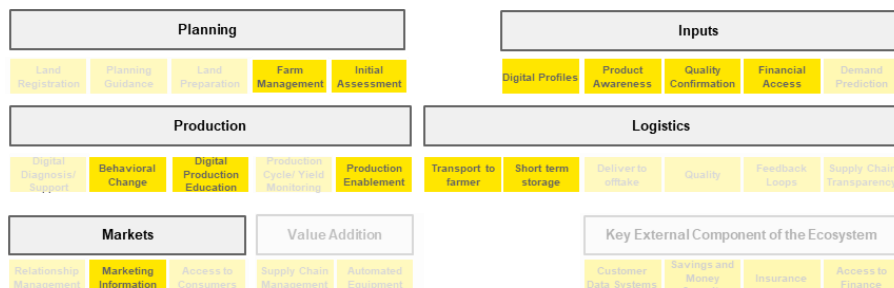 Planning
Inputs
Land Registration
Planning Guidance
Land Preparation
Farm Management
Initial Assessment
Digital Profiles
Product Awareness
Quality Confirmation
Financial Access
Demand Prediction
Production
Logistics
Digital Diagnosis/ Support
Behavioral Change
Digital Production Education
Production Cycle/ Yield Monitoring
Production Enablement
Transport to farmer
Short term storage
Deliver to offtake
Quality
Feedback Loops
Supply Chain Transparency
Markets
Value Addition
Key External Component of the Ecosystem
Relationship Management
Marketing Information
Access to Consumers
Supply Chain Management
Automated Equipment
Customer Data Systems
Savings and Money
Insurance
Access to Finance